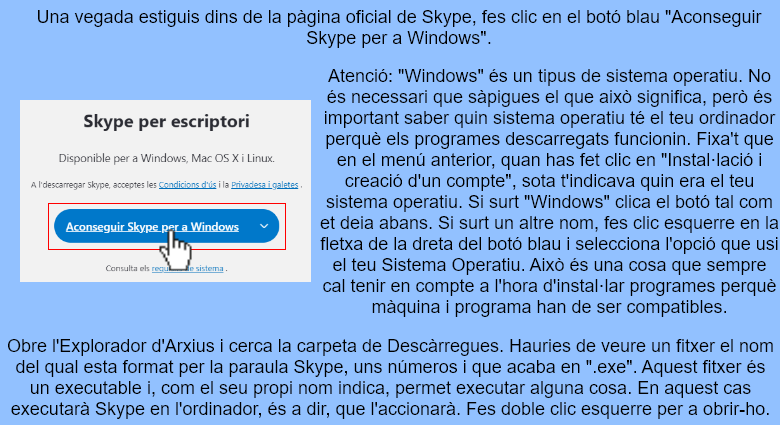 Una vegada estiguis dins de la pàgina oficial de Skype, fes clic en el botó blau "Aconseguir
Skype per a Windows".
Skype per escriptori
Disponible per a Windows, Mac OS X i Linux.
A l'descarregar Skype, acceptes les Condicions d'ús i la Privadesa i galetes .
Aconseguir Skype per a Windows
Consulta els de sistema .
Atenció: "Windows" és un tipus de sistema operatiu. No
és necessari que sàpigues el que això significa, però és
important saber quin sistema operatiu té el teu ordinador
perquè els programes descarregats funcionin. Fixa't que
en el menú anterior, quan has fet clic en "Instal·lació i
creació d'un compte", sota t'indicava quin era el teu
sistema operatiu. Si surt "Windows" clica el botó tal com
et deia abans. Si surt un altre nom, fes clic esquerre en la
fletxa de la dreta del botó blau i selecciona l'opció que usi
el teu Sistema Operatiu. Això és una cosa que sempre
cal tenir en compte a l'hora d'instal·lar programes perquè
màquina i programa han de ser compatibles.
Obre l'Explorador d'Arxius i cerca la carpeta de Descàrregues. Hauries de veure un fitxer el nom
del qual esta format per la paraula Skype, uns números i que acaba en ".exe". Aquest fitxer és
un executable i, com el seu propi nom indica, permet executar alguna cosa. En aquest cas
executarà Skype en l'ordinador, és a dir, que l'accionarà. Fes doble clic esquerre per a obrir-ho.